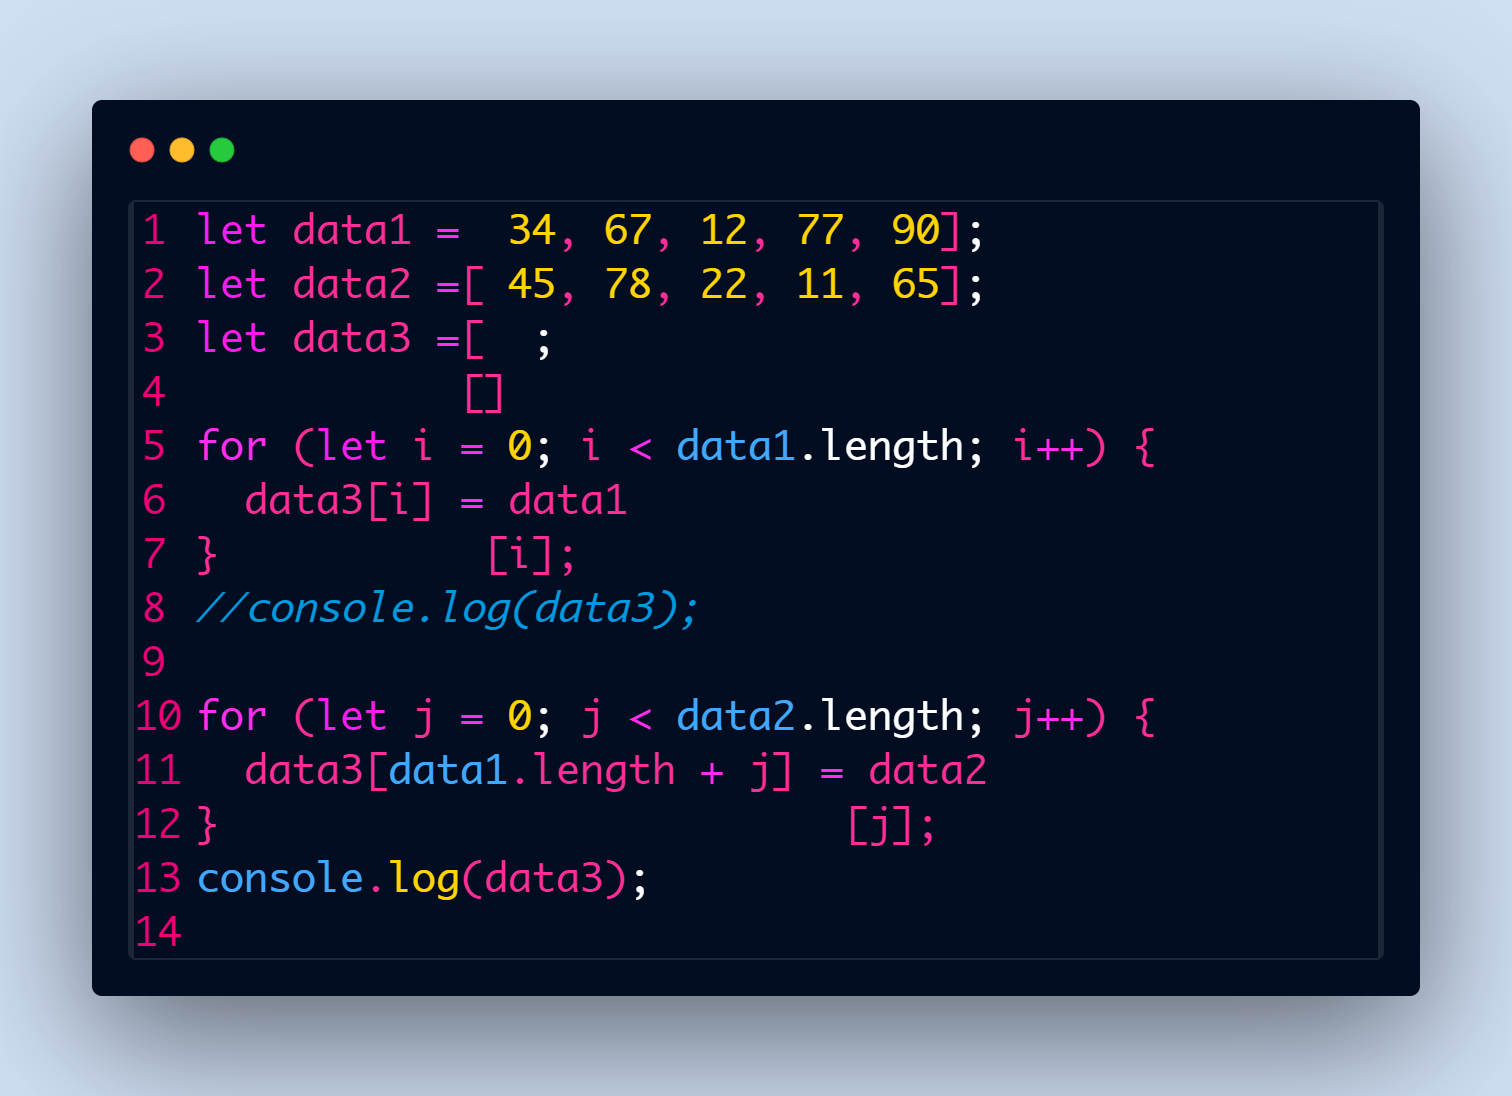 1 let data1 =  34, 67, 12, 77, 90];
2 let data2 =[ 45, 78, 22, 11, 65];
3 let data3 =[  ;
4            []
5 for (let i = 0; i < data1.length; i++) {
6   data3[i] = data1
7 }           [i];
8 //console.log(data3);
9
10 for (let j = 0; j < data2.length; j++) {
11   data3[data1.length + j] = data2
12 }                          [j];
13 console.log(data3);
14